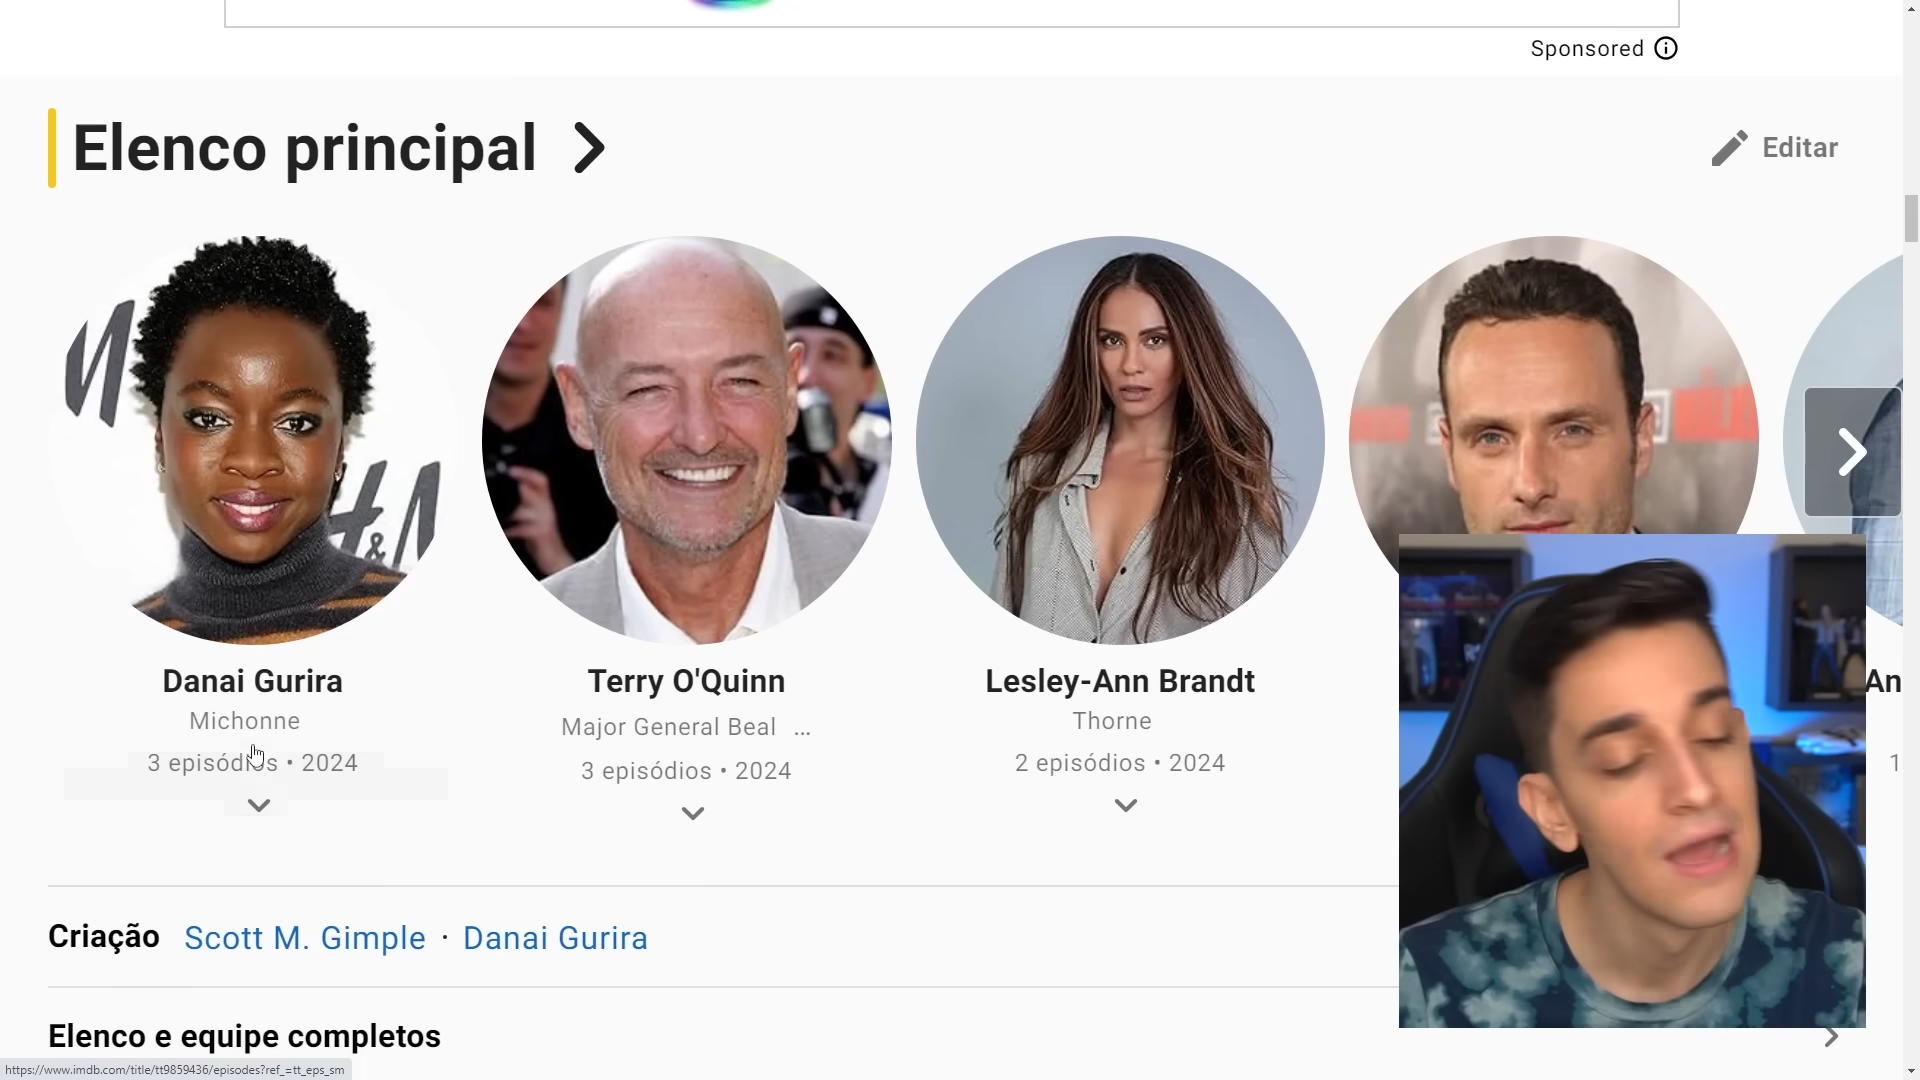 Sponsored
Elenco principal
Editar
H&M
Danai Gurira
Michonne
3 episódios • 2024
Terry O'Quinn
Major General Beal ...
3 episódios • 2024
Lesley-Ann Brandt
Thorne
2 episódios • 2024
An
1
Criação Scott M. Gimple · Danai Gurira
Elenco e equipe completos
https://www.imdb.com/title/tt9859436/episodes?ref_=tt_eps_sm